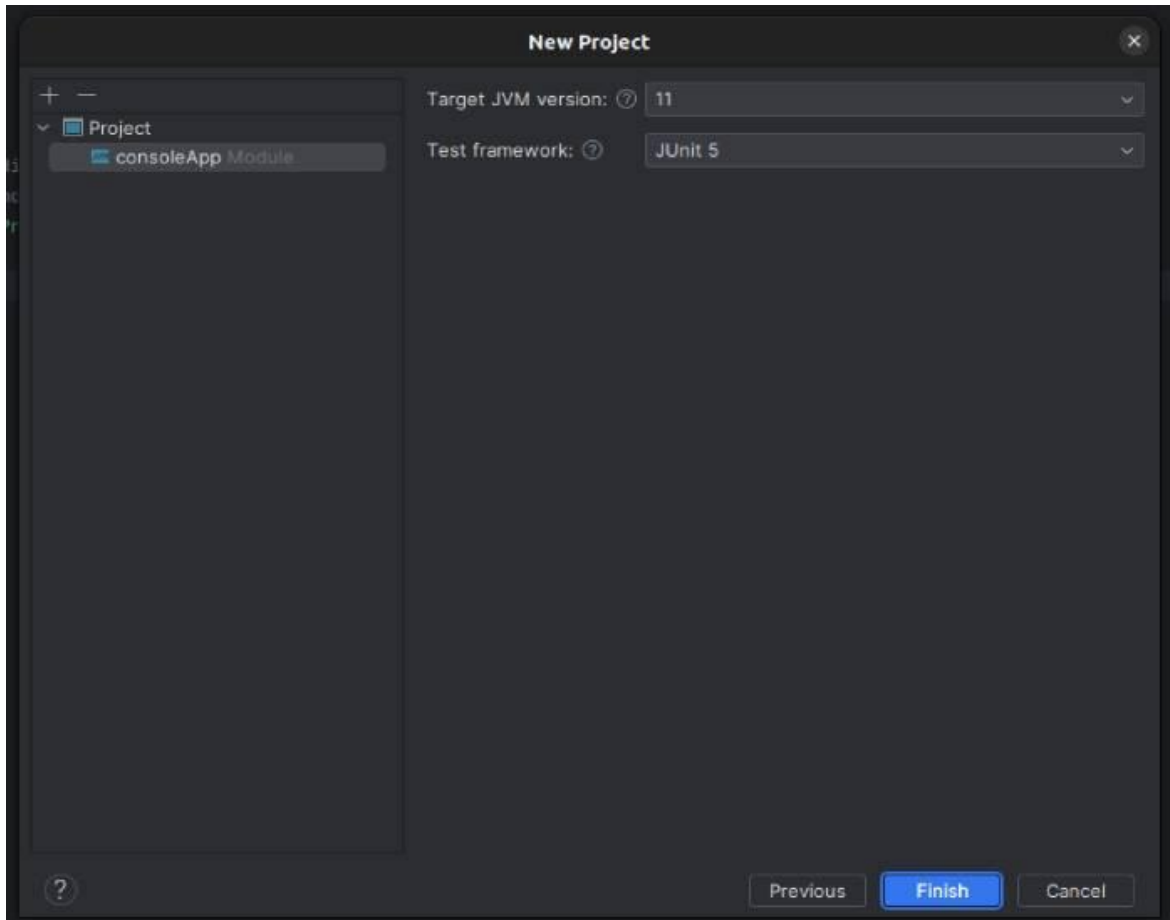 New Project
Target JVM version: 11
Project
consoleApp Module
Test framework: JUnit 5
Previous Finish Cancel